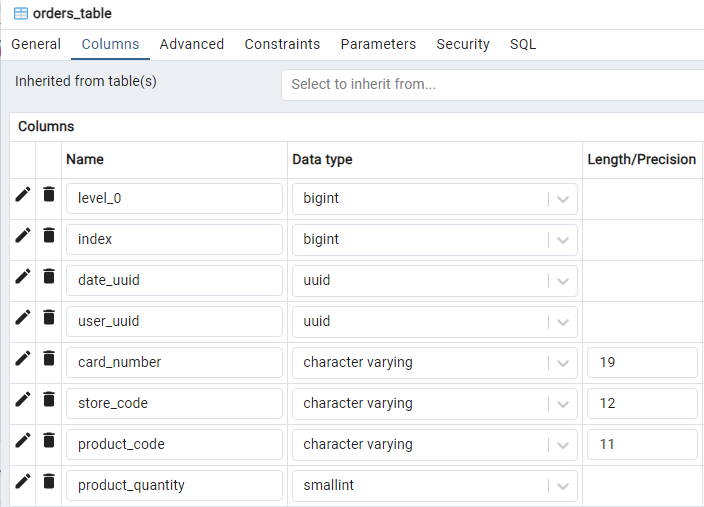 orders_table
General Columns Advanced Constraints Parameters Security SQL
Inherited from table(s) Select to inherit from...
Columns
Name Data type Length/Precision
level_0 bigint
index bigint
date_uuid uuid
user_uuid uuid
card_number character varying 19
store_code character varying 12
product_code character varying 11
product_quantity smallint